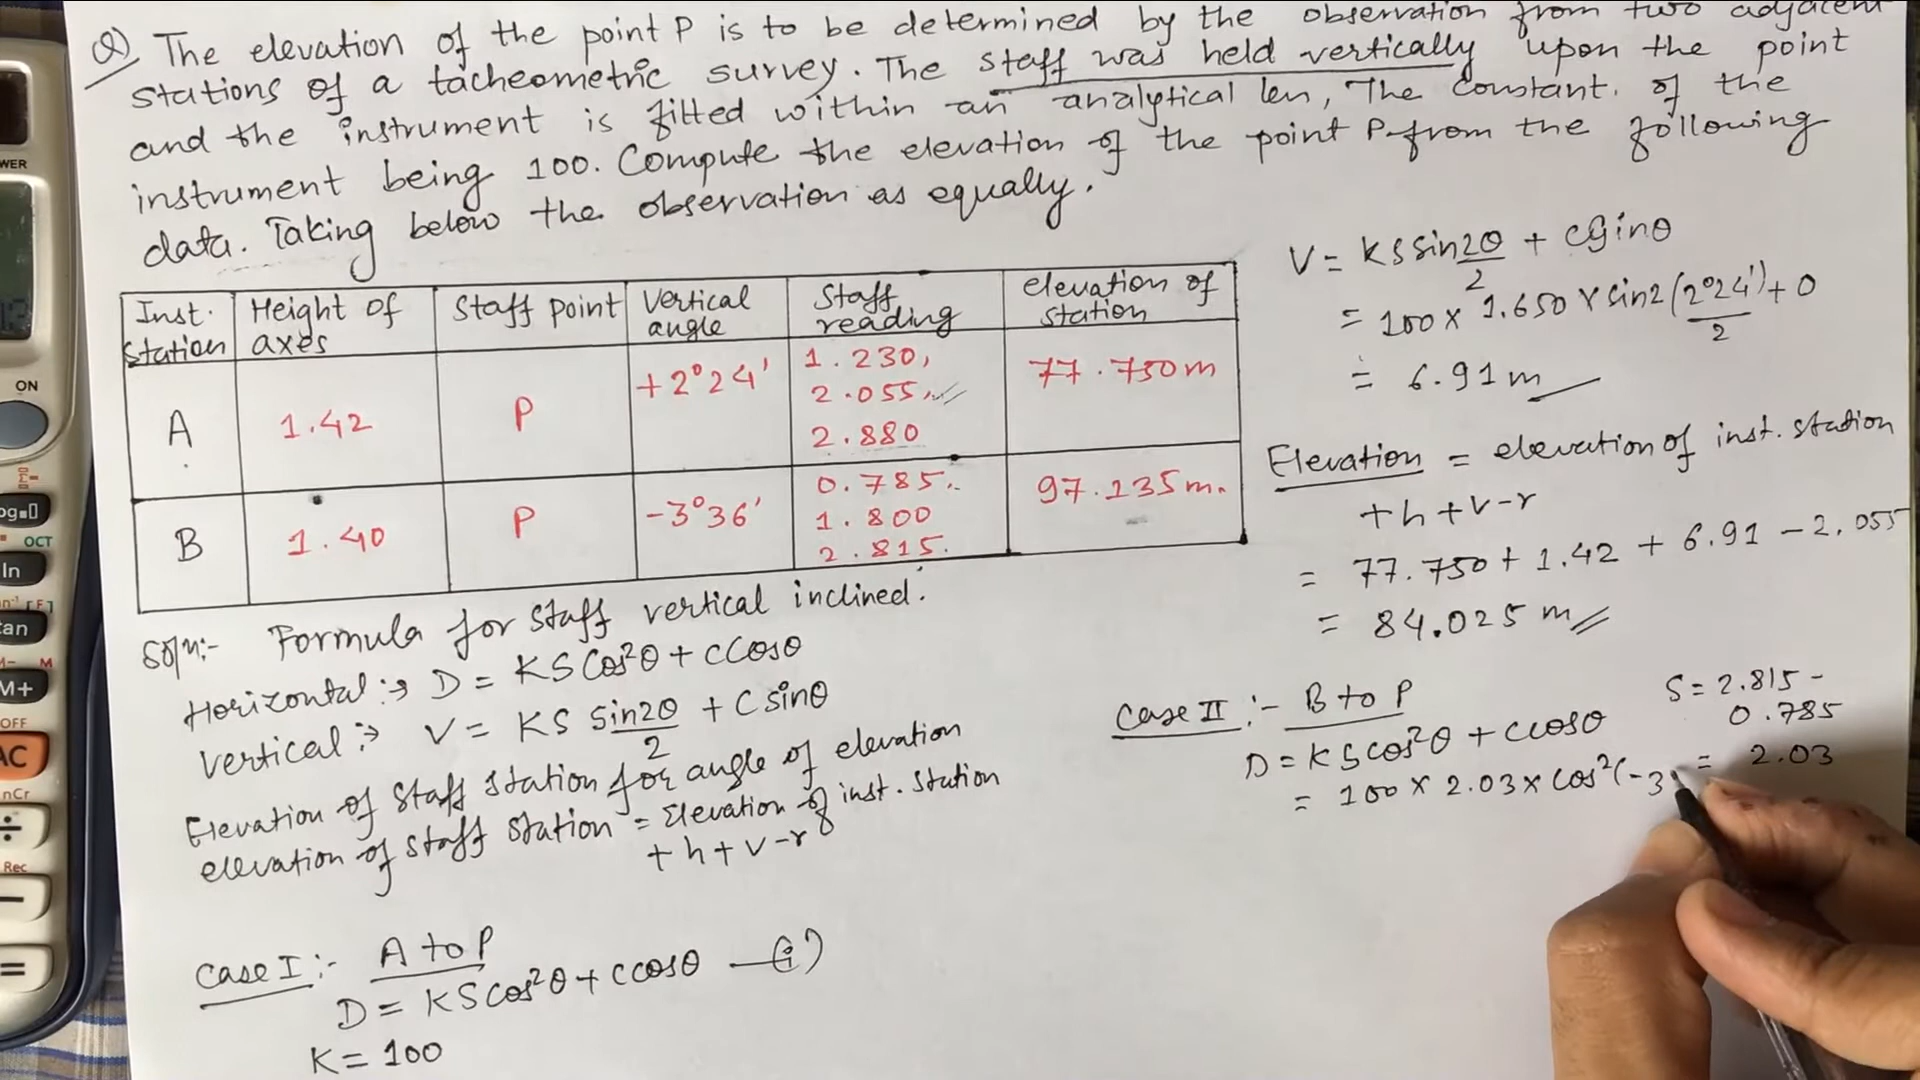 Q) The elevation of the point P is to be determined by the observation from two adjacent
stations of a tacheometric survey. The staff was held vertically upon the point
and the instrument is fitted within an analytical len, The constant. of the
instrument being 100. Compute the elevation of the point P from the following
data. Taking below the observation as equally.
Inst. station | Height of axes | Staff point | Vertical angle | Staff reading | elevation of station
A | 1.42 | P | +2°24' | 1.230, 2.055, 2.880 | 77.750m
B | 1.40 | P | -3°36' | 0.785. 1.800 2.815. | 97.135m.
Soln:- Formula for staff vertical inclined.
Horizontal :→ D = KS Cos²θ + C Cosθ
Vertical :→ V = KS sin2θ/2 + C sinθ
Elevation of Staff station for angle of elevation
elevation of staff station = Elevation of inst. station
+ h + v - r
Case I :- A to P
D = KS cos²θ + C cosθ —(i)
K = 100
V = KS sin2θ/2 + C sinθ
= 100 x 1.650 x sin2(2°24')/2 + 0
= 6.91 m
Elevation = elevation of inst. station
+ h + v - r
= 77.750 + 1.42 + 6.91 - 2.055
= 84.025 m
Case II :- B to P
D = KS cos²θ + C cosθ
= 100 x 2.03 x cos²(-3
S = 2.815 -
0.785
= 2.03
WER
ON
OCT
ln
tan
M- M
M+
OFF
AC
nCr
÷
Rec
−
=